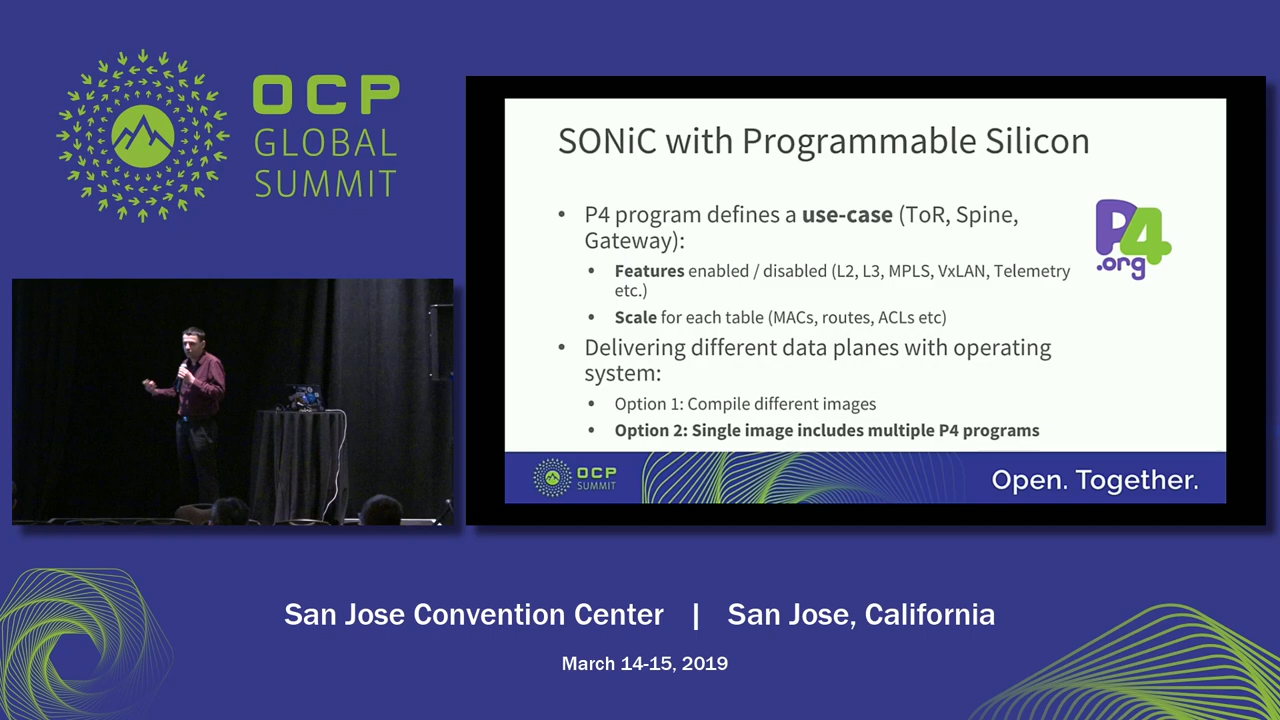 OCP
GLOBAL
SUMMIT
SONiC with Programmable Silicon
• P4 program defines a use-case (ToR, Spine,
Gateway):
• Features enabled / disabled (L2, L3, MPLS, VxLAN, Telemetry
etc.)
• Scale for each table (MACs, routes, ACLs etc)
• Delivering different data planes with operating
system:
• Option 1: Compile different images
• Option 2: Single image includes multiple P4 programs
P4
.org
OCP
SUMMIT
Open. Together.
San Jose Convention Center | San Jose, California
March 14-15, 2019